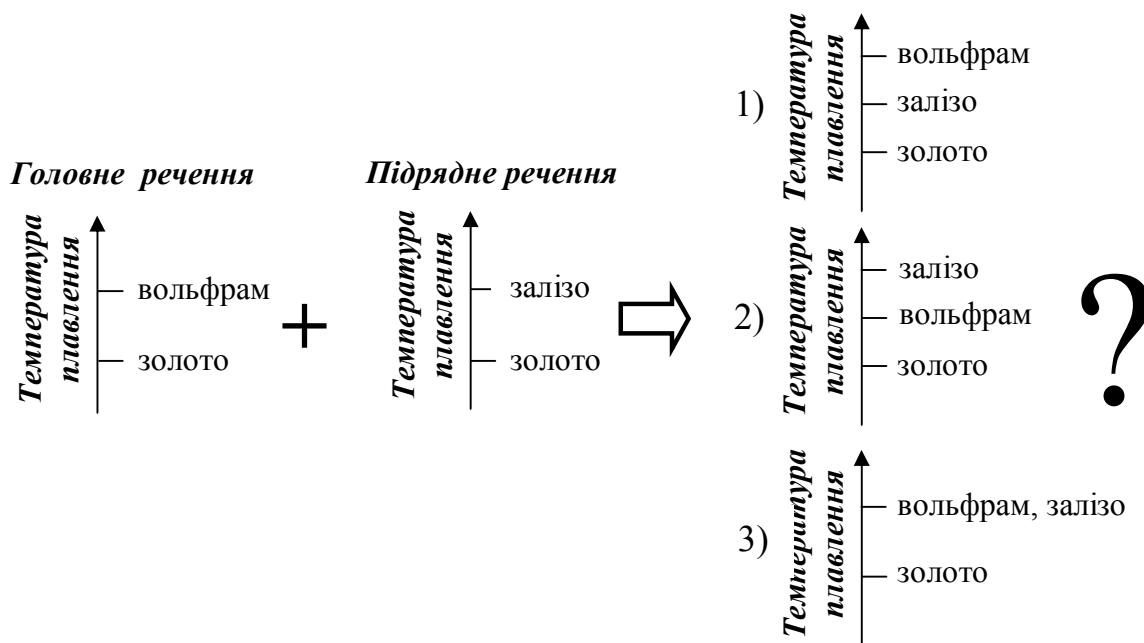 Головне речення
Температура
плавлення
вольфрам
золото
+
Підрядне речення
Температура
плавлення
залізо
золото
1)
Температура
плавлення
вольфрам
залізо
золото
2)
Температура
плавлення
залізо
вольфрам
золото
3)
Температура
плавлення
вольфрам, залізо
золото
?